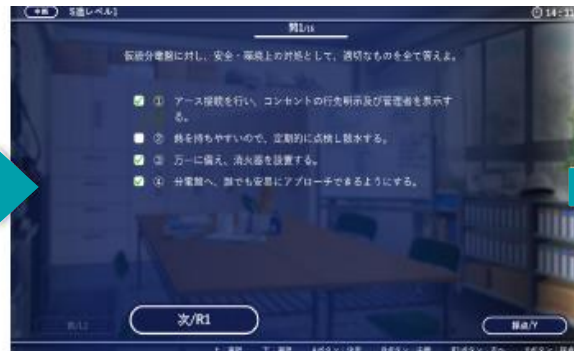 中断 S造レベル1
問1/15
仮設分電盤に対し、安全・環境上の対処として、適切なものを全て答えよ。
① アース接続を行い、コンセントの行先明示及び管理者を表示す
る。
② 熱を持ちやすいので、定期的に点検し散水する。
③ 万一に備え、消火器を設置する。
④ 分電盤へ、誰でも安易にアプローチできるようにする。
次/R1
採点/Y